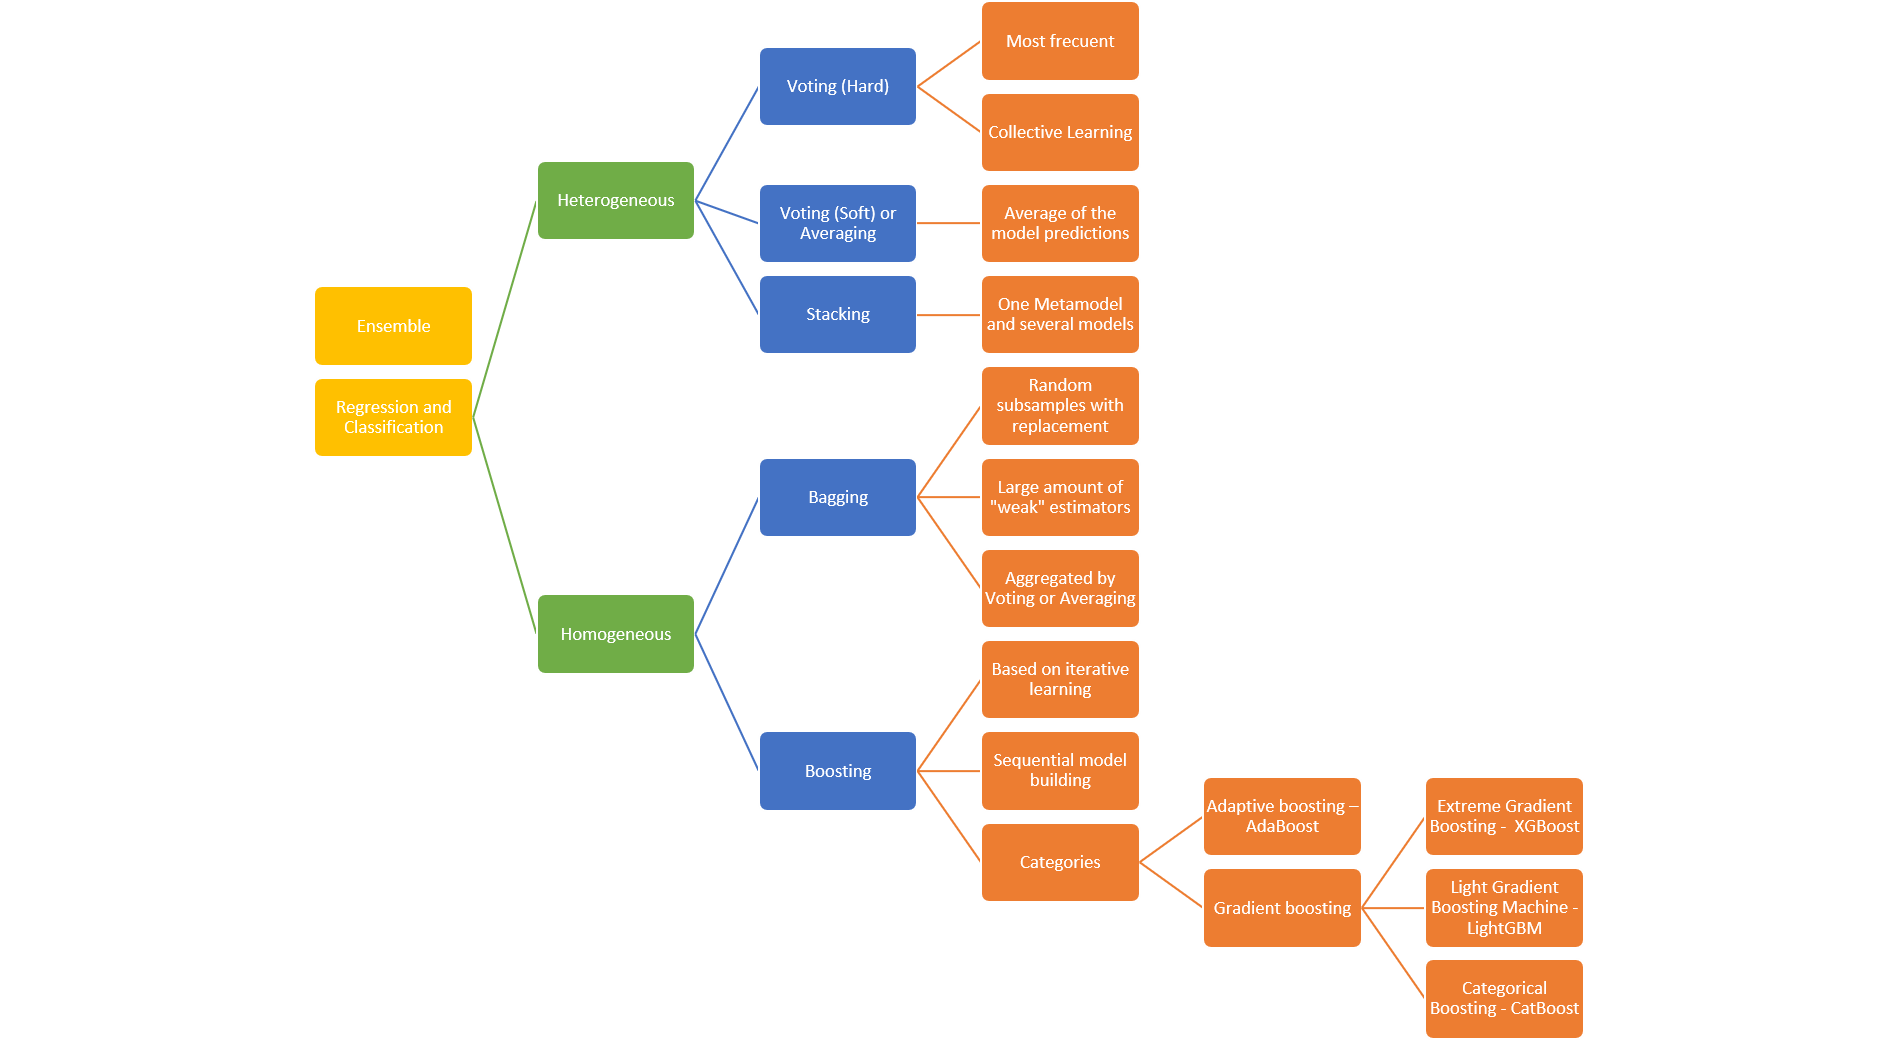 Ensemble
Regression and
Classification
Heterogeneous
Voting (Hard)
Most frecuent
Collective Learning
Voting (Soft) or
Averaging
Average of the
model predictions
Stacking
One Metamodel
and several models
Homogeneous
Bagging
Random
subsamples with
replacement
Large amount of
"weak" estimators
Aggregated by
Voting or Averaging
Boosting
Based on iterative
learning
Sequential model
building
Categories
Adaptive boosting –
AdaBoost
Gradient boosting
Extreme Gradient
Boosting -  XGBoost
Light Gradient
Boosting Machine -
LightGBM
Categorical
Boosting - CatBoost